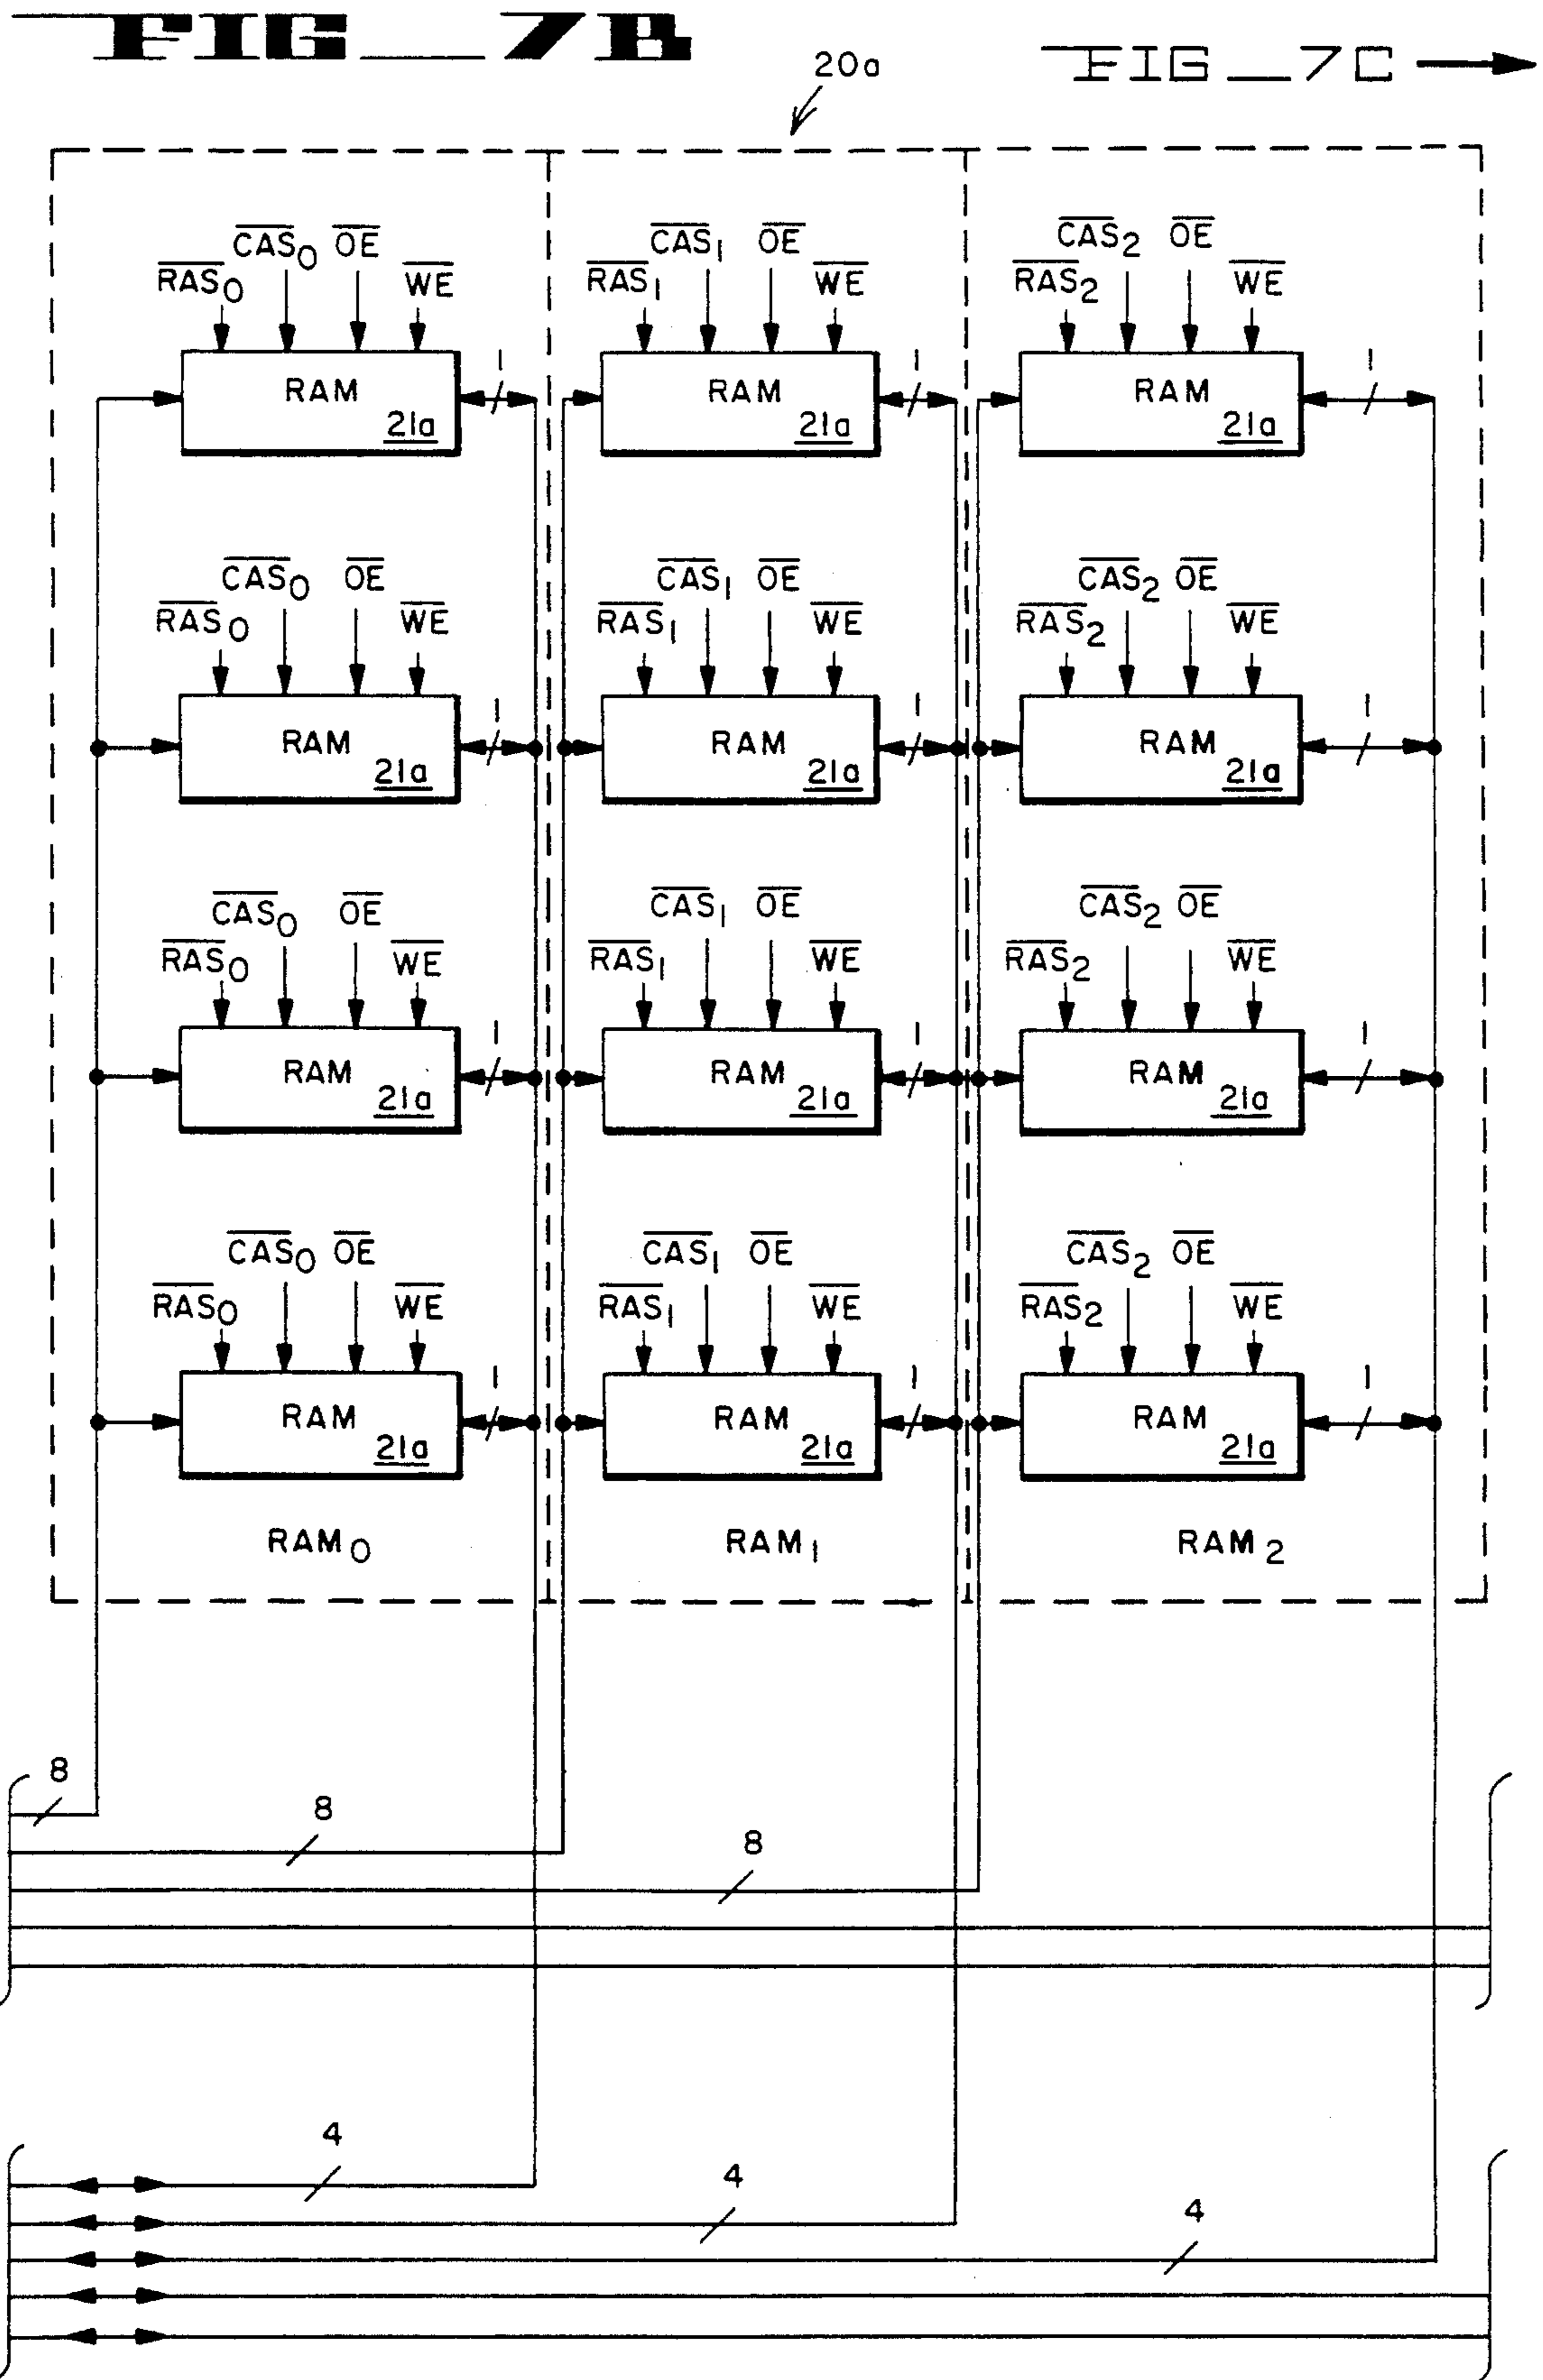 FIG_7B
20a
FIG_7C
CAS0 OE CAS1 OE CAS2 OE
RAS0 WE RAS1 WE RAS2 WE
1 1 1
RAM RAM RAM
21a 21a 21a
CAS0 OE CAS1 OE CAS2 OE
RAS0 WE RAS1 WE RAS2 WE
1 1 1
RAM RAM RAM
21a 21a 21a
CAS0 OE CAS1 OE CAS2 OE
RAS0 WE RAS1 WE RAS2 WE
1 1 1
RAM RAM RAM
21a 21a 21a
CAS0 OE CAS1 OE CAS2 OE
RAS0 WE RAS1 WE RAS2 WE
1 1 1
RAM RAM RAM
21a 21a 21a
RAM0 RAM1 RAM2
8
8
8
4
4
4